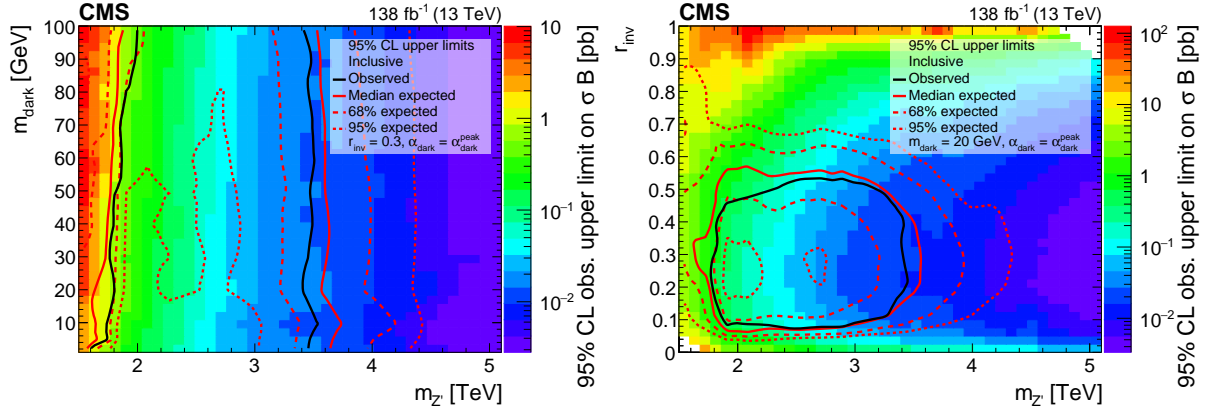 CMS 138 fb⁻¹ (13 TeV)
m_dark [GeV]
100
90
80
70
60
50
40
30
20
10
2 3 4 5
m_Z' [TeV]
95% CL upper limits
Inclusive
Observed
Median expected
68% expected
95% expected
r_inv = 0.3, α_dark = α_dark^peak
10
1
10⁻¹
10⁻²
95% CL obs. upper limit on σ B [pb]
CMS 138 fb⁻¹ (13 TeV)
r_inv
1
0.9
0.8
0.7
0.6
0.5
0.4
0.3
0.2
0.1
0
2 3 4 5
m_Z' [TeV]
95% CL upper limits
Inclusive
Observed
Median expected
68% expected
95% expected
m_dark = 20 GeV, α_dark = α_dark^peak
10²
10
1
10⁻¹
10⁻²
95% CL obs. upper limit on σ B [pb]